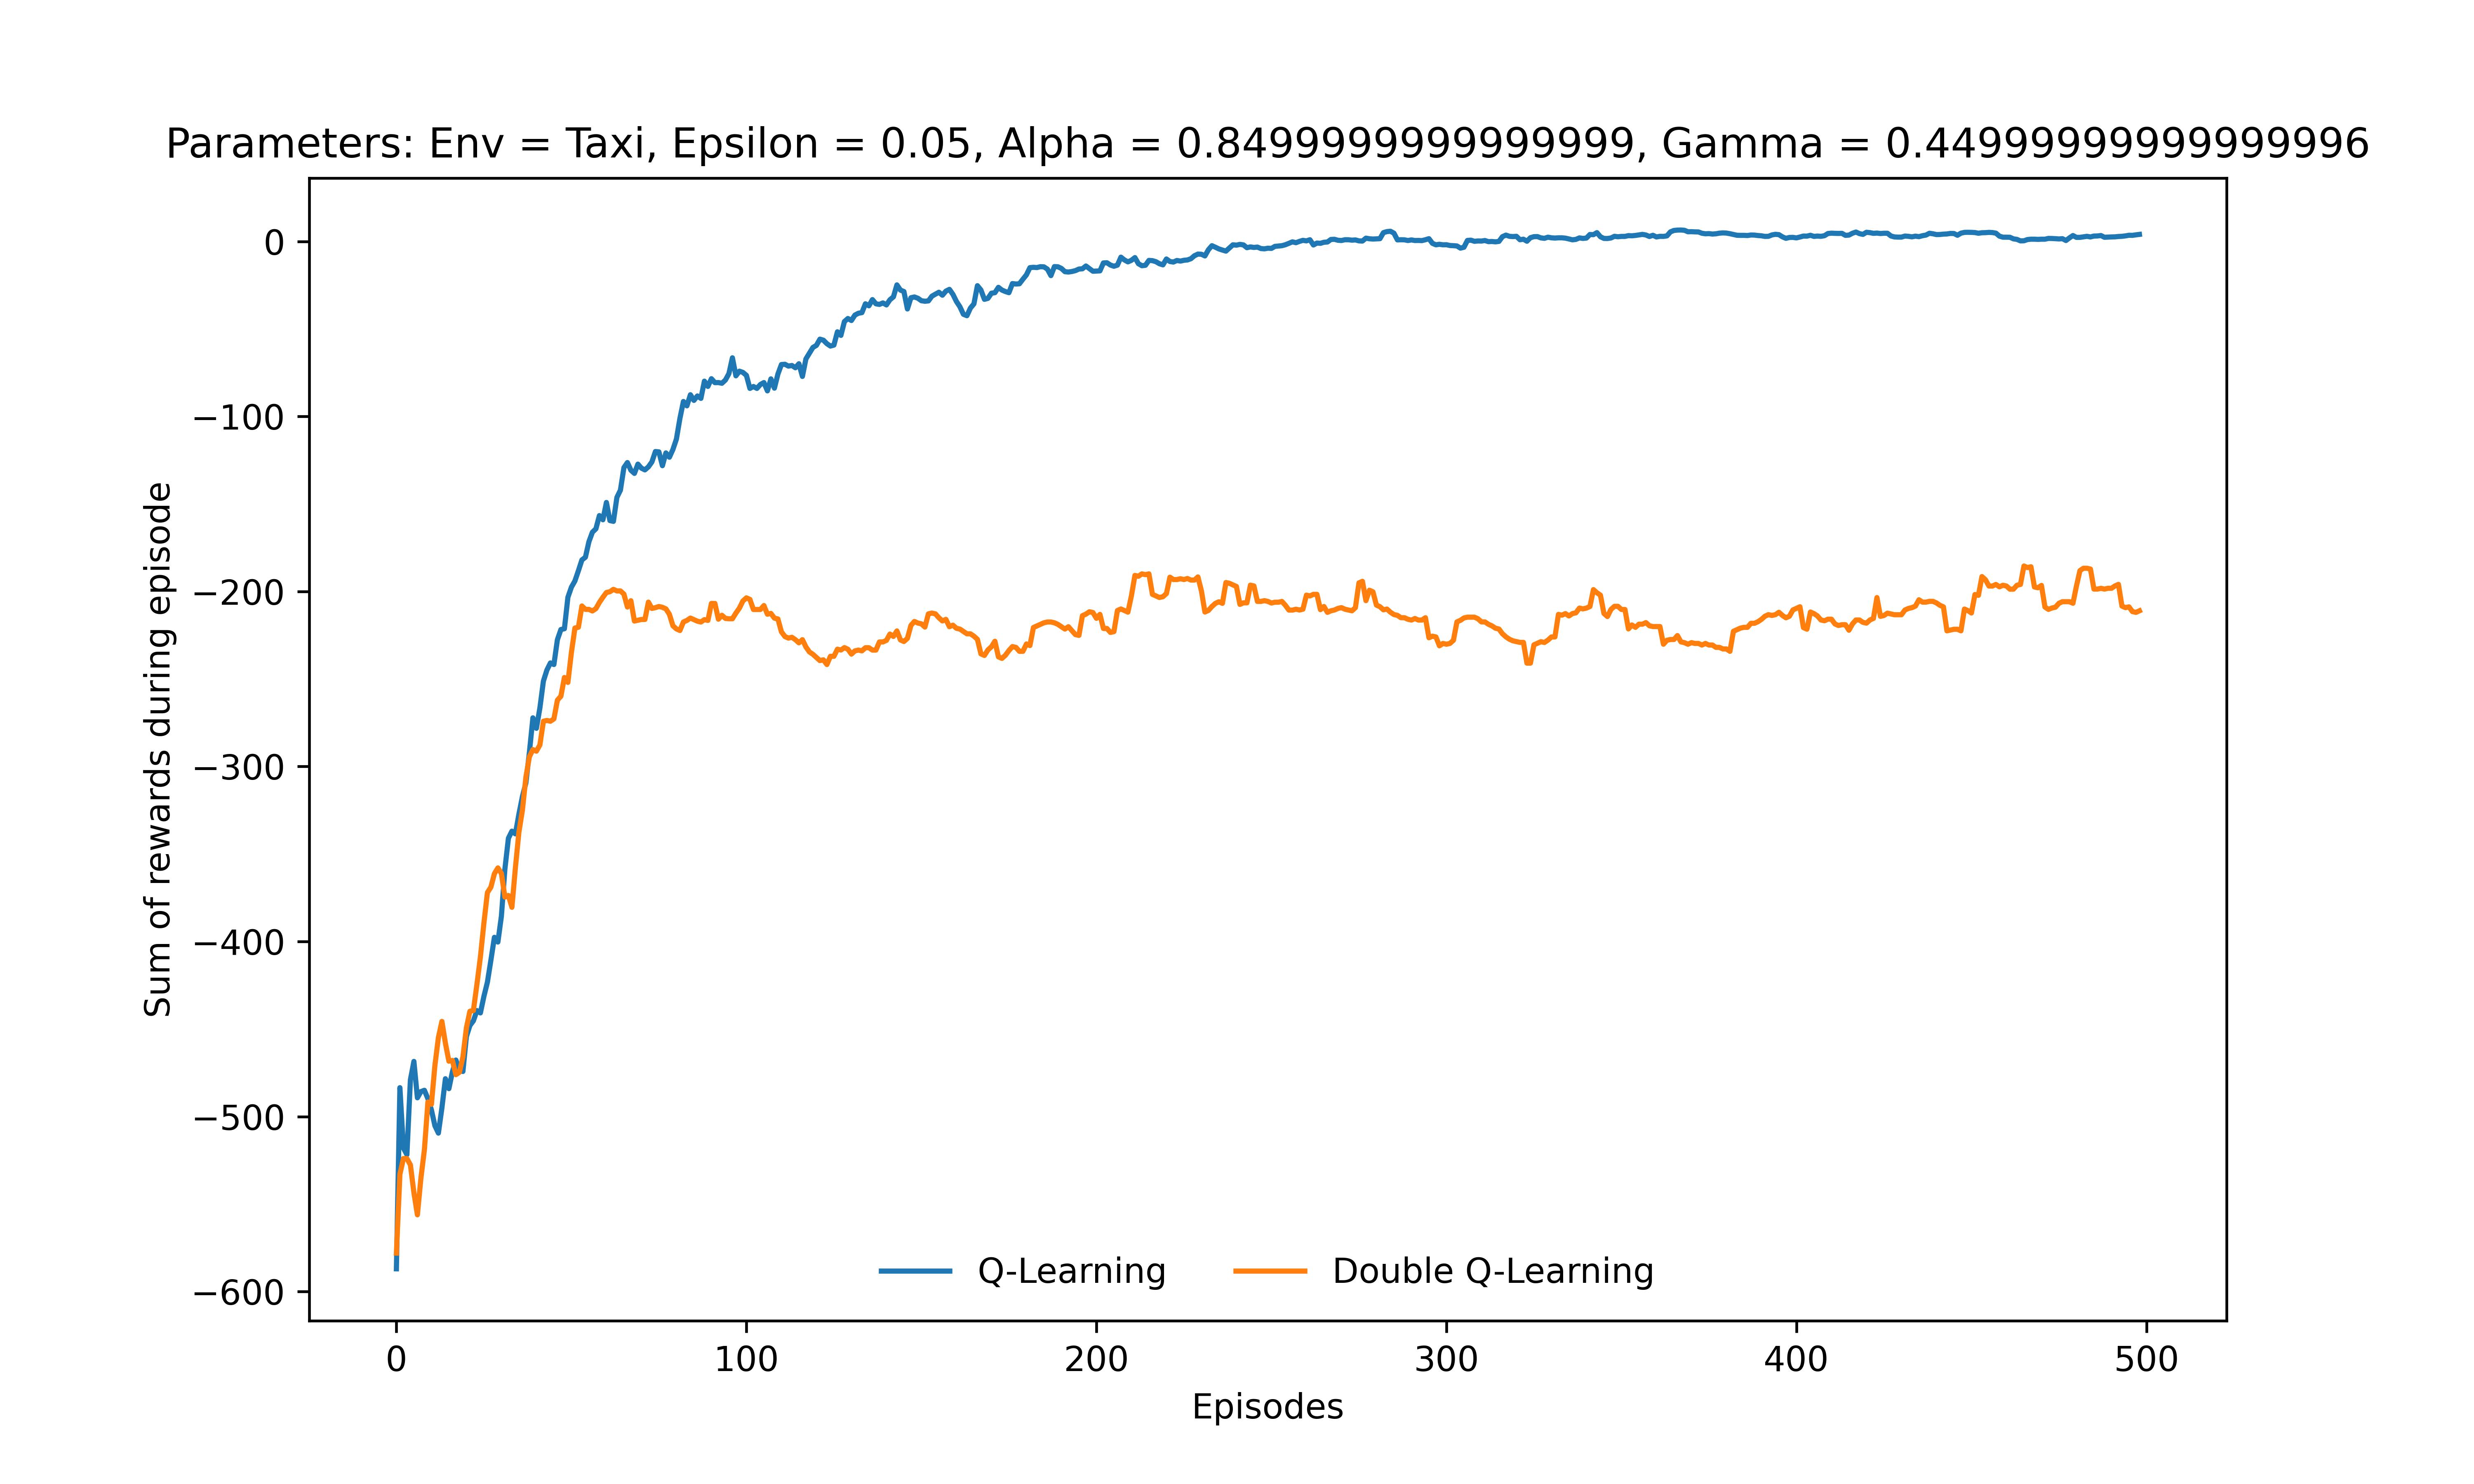 Parameters: Env = Taxi, Epsilon = 0.05, Alpha = 0.8499999999999999, Gamma = 0.44999999999999996
Sum of rewards during episode
0
−100
−200
−300
−400
−500
−600
Q-Learning
Double Q-Learning
0
100
200
300
400
500
Episodes